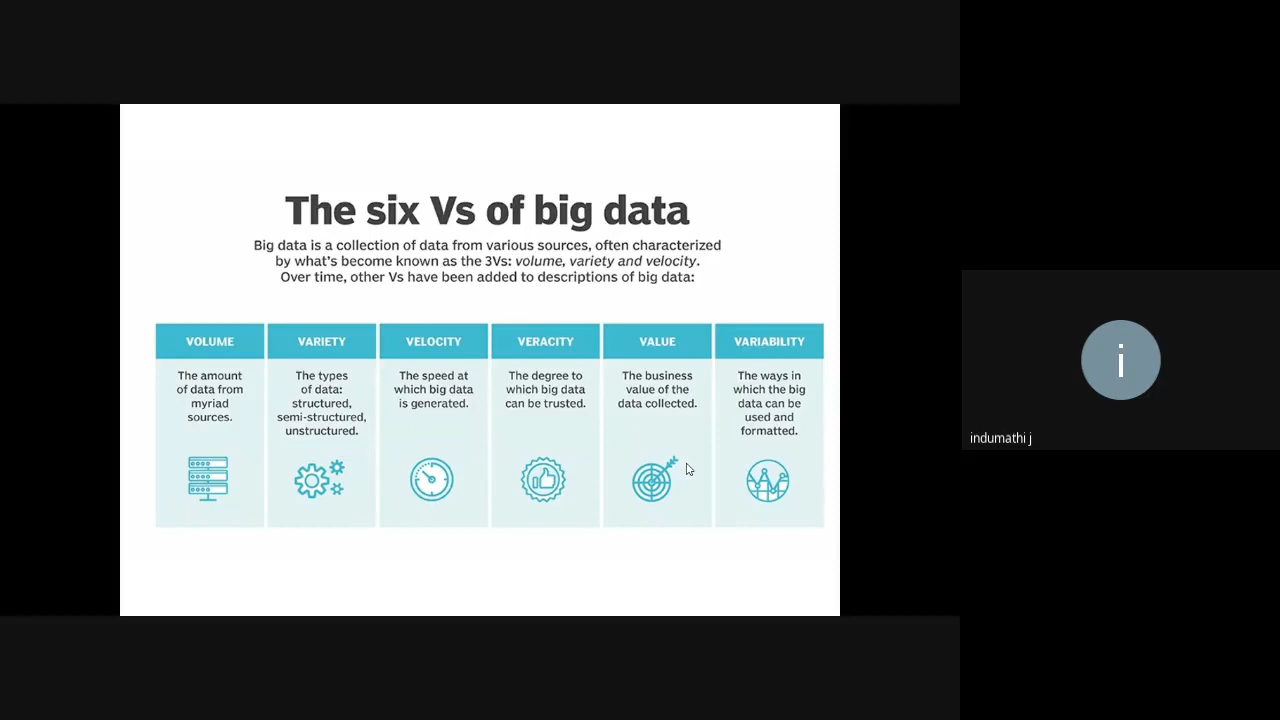 The six Vs of big data
Big data is a collection of data from various sources, often characterized
by what's become known as the 3Vs: volume, variety and velocity.
Over time, other Vs have been added to descriptions of big data:
VOLUME
The amount
of data from
myriad
sources.
VARIETY
The types
of data:
structured,
semi-structured,
unstructured.
VELOCITY
The speed at
which big data
is generated.
VERACITY
The degree to
which big data
can be trusted.
VALUE
The business
value of the
data collected.
VARIABILITY
The ways in
which the big
data can be
used and
formatted.
i
indumathi j